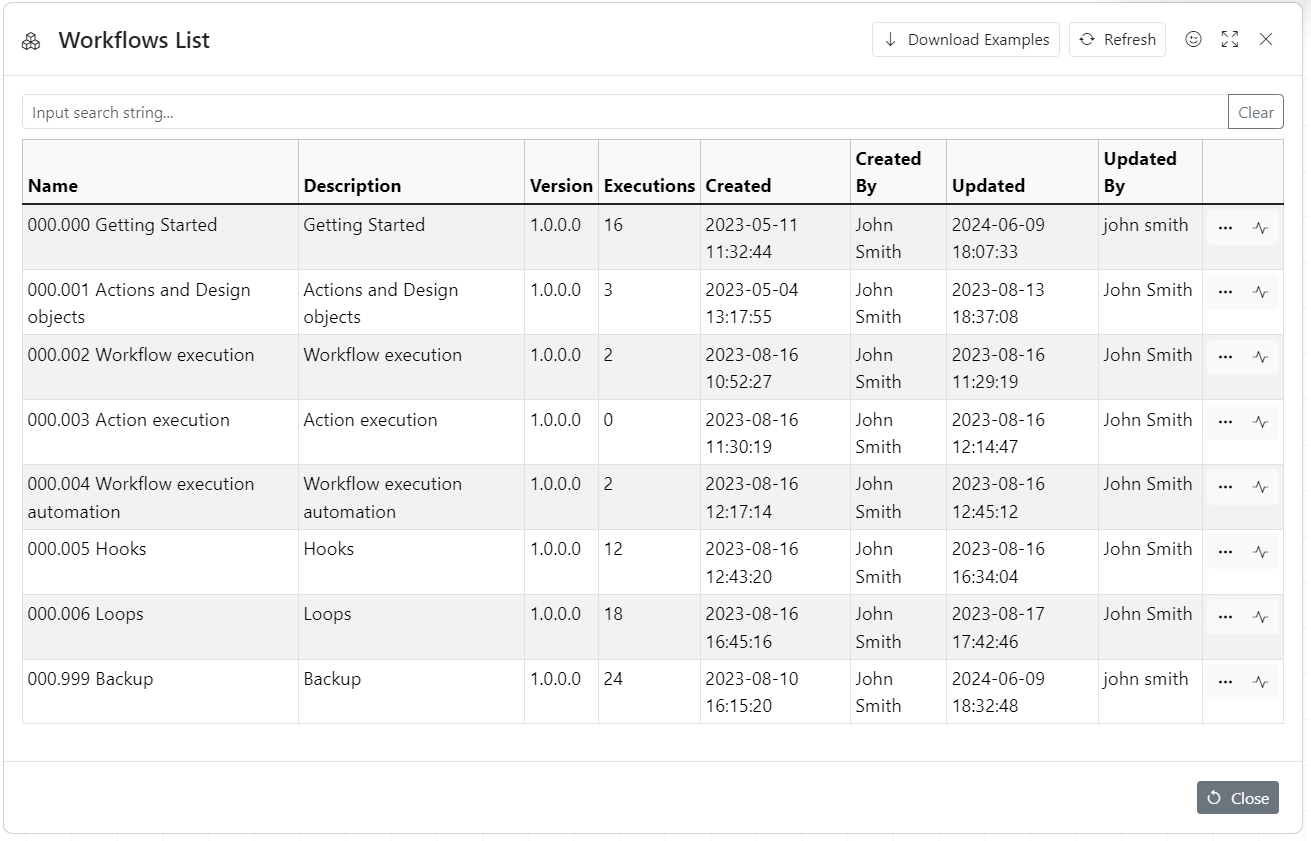 Workflows List
Download Examples
Refresh
Input search string...
Clear
Name Description Version Executions Created Created By Updated Updated By
000.000 Getting Started Getting Started 1.0.0.0 16 2023-05-11 11:32:44 John Smith 2024-06-09 18:07:33 john smith
000.001 Actions and Design objects Actions and Design objects 1.0.0.0 3 2023-05-04 13:17:55 John Smith 2023-08-13 18:37:08 John Smith
000.002 Workflow execution Workflow execution 1.0.0.0 2 2023-08-16 10:52:27 John Smith 2023-08-16 11:29:19 John Smith
000.003 Action execution Action execution 1.0.0.0 0 2023-08-16 11:30:19 John Smith 2023-08-16 12:14:47 John Smith
000.004 Workflow execution automation Workflow execution automation 1.0.0.0 2 2023-08-16 12:17:14 John Smith 2023-08-16 12:45:12 John Smith
000.005 Hooks Hooks 1.0.0.0 12 2023-08-16 12:43:20 John Smith 2023-08-16 16:34:04 John Smith
000.006 Loops Loops 1.0.0.0 18 2023-08-16 16:45:16 John Smith 2023-08-17 17:42:46 John Smith
000.999 Backup Backup 1.0.0.0 24 2023-08-10 16:15:20 John Smith 2024-06-09 18:32:48 john smith
Close